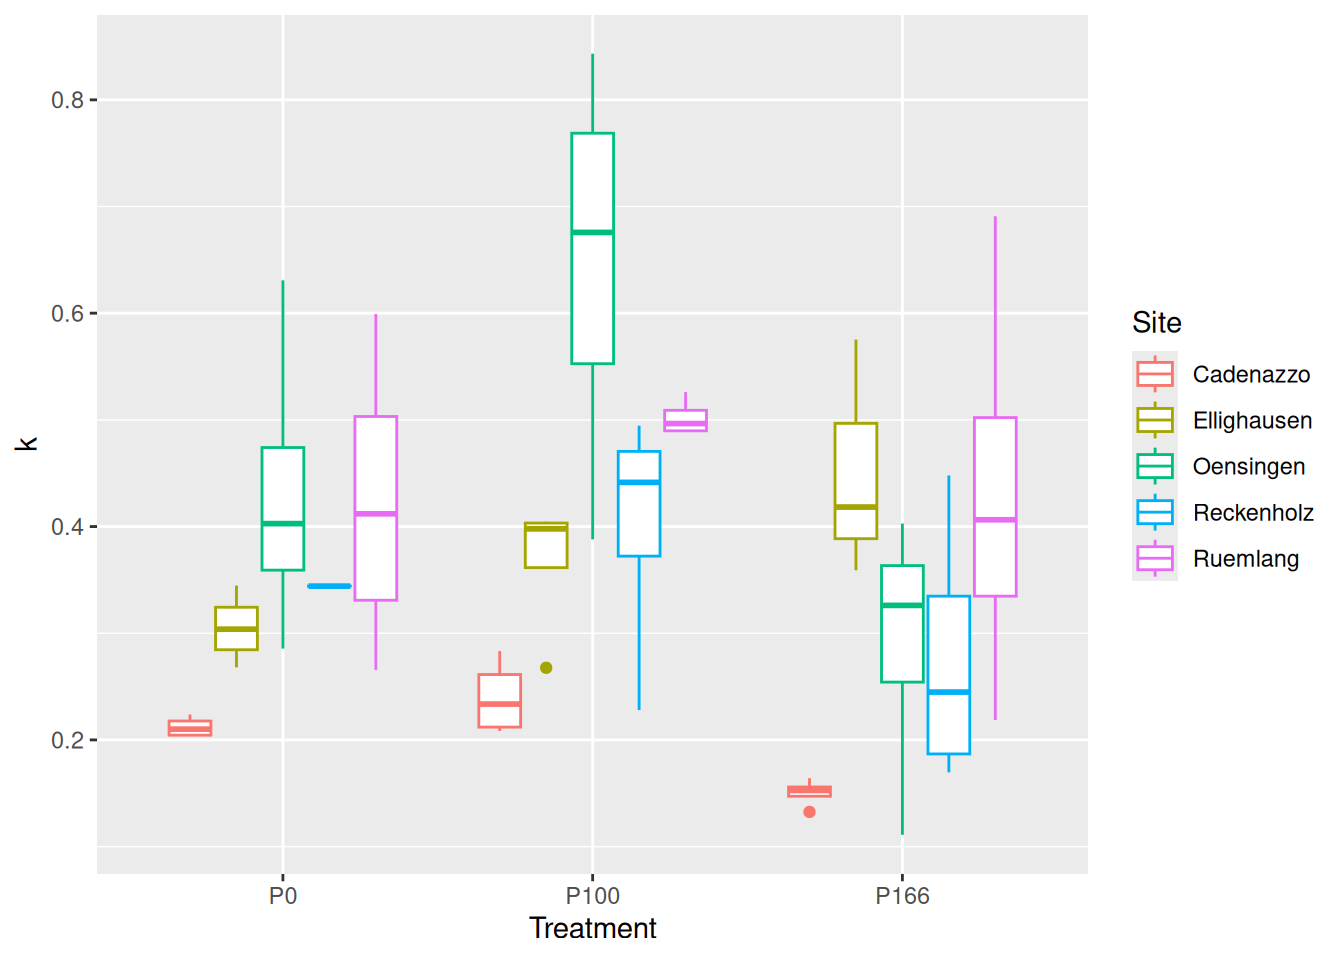 k
0.8
0.6
0.4
0.2
P0 P100 P166
Treatment
Site
Cadenazzo
Ellighausen
Oensingen
Reckenholz
Ruemlang